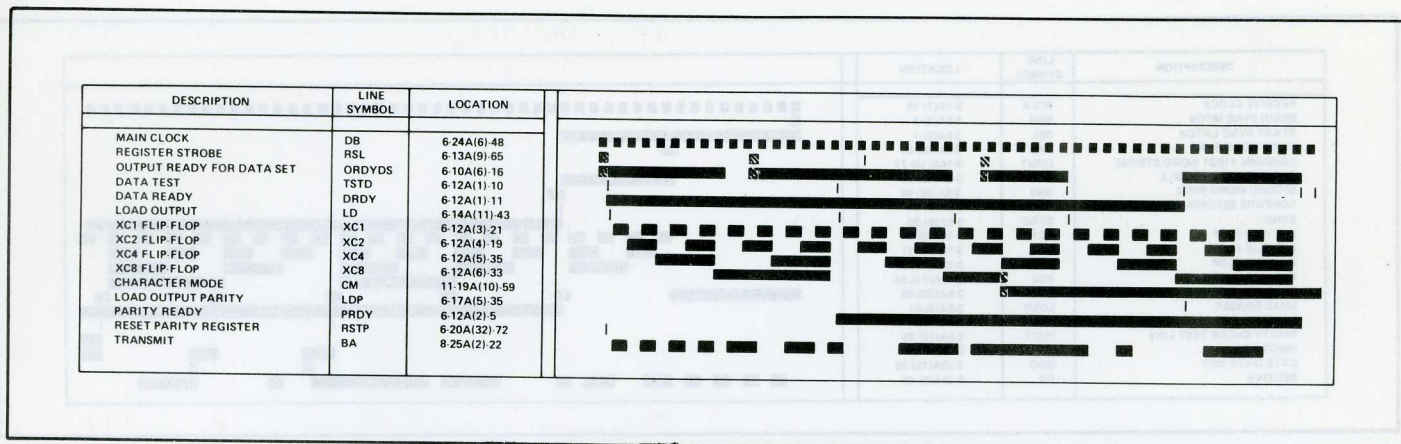 DESCRIPTION LINE SYMBOL LOCATION
MAIN CLOCK DB 6-24A(6)-48
REGISTER STROBE RSL 6-13A(9)-65
OUTPUT READY FOR DATA SET ORDYDS 6-10A(6)-16
DATA TEST TSTD 6-12A(1)-10
DATA READY DRDY 6-12A(1)-11
LOAD OUTPUT LD 6-14A(11)-43
XC1 FLIP-FLOP XC1 6-12A(3)-21
XC2 FLIP-FLOP XC2 6-12A(4)-19
XC4 FLIP-FLOP XC4 6-12A(5)-35
XC8 FLIP-FLOP XC8 6-12A(6)-33
CHARACTER MODE CM 11-19A(10)-59
LOAD OUTPUT PARITY LDP 6-17A(5)-35
PARITY READY PRDY 6-12A(2)-5
RESET PARITY REGISTER RSTP 6-20A(32)-72
TRANSMIT BA 8-25A(2)-22